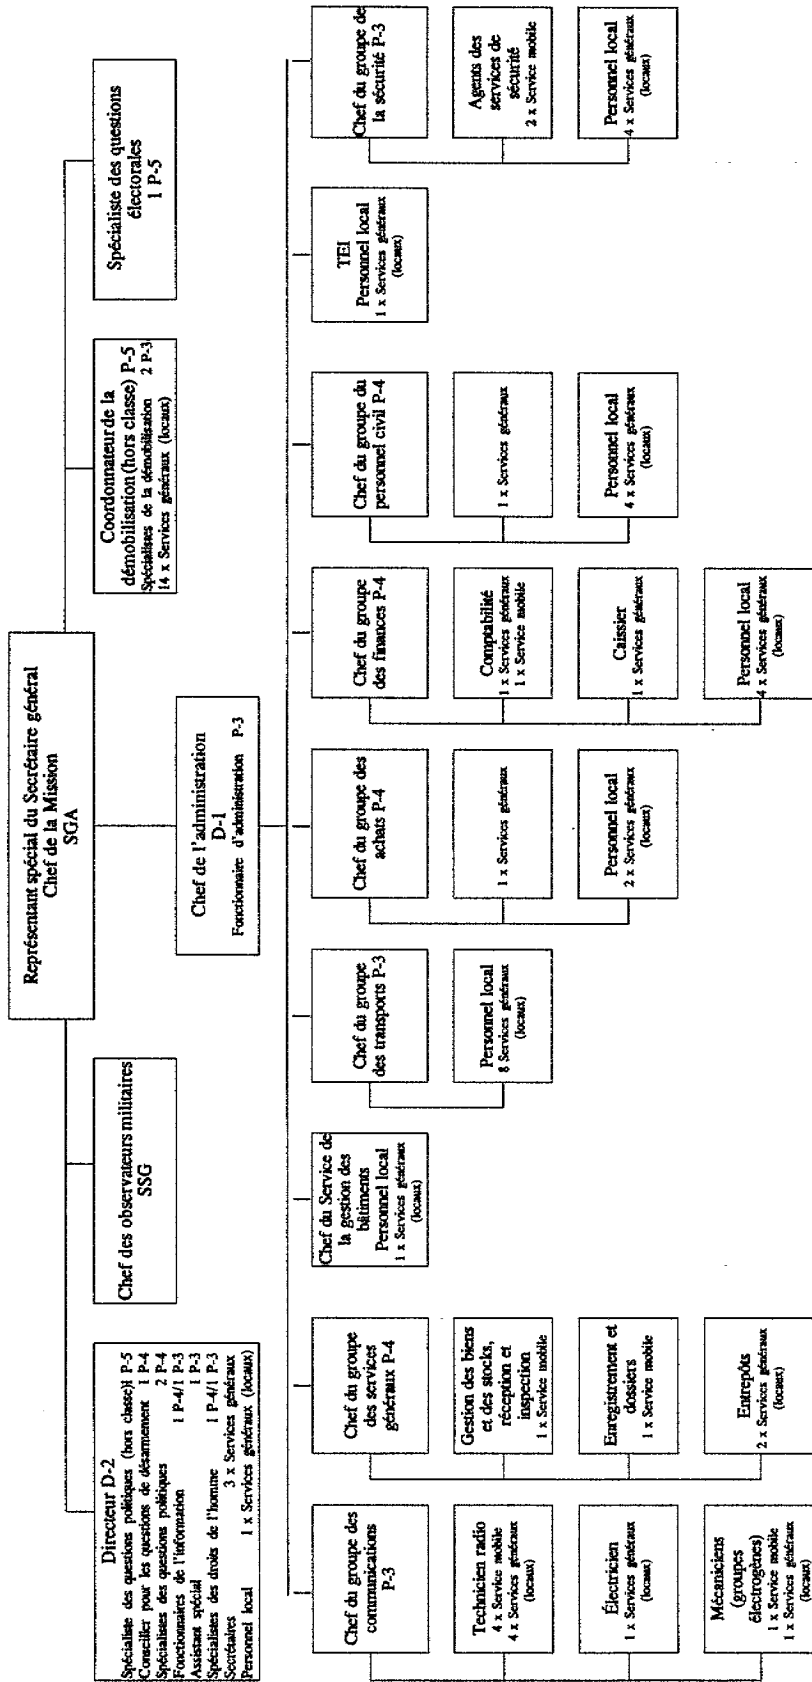 Représentant spécial du Secrétaire général
Chef de la Mission
SGA
Directeur D-2
Spécialiste des questions politiques (hors classe)1 P-5
Conseiller pour les questions de désarmement 1 P-4
Spécialistes des questions politiques 2 P-4
Fonctionnaires de l'information 1 P-4/1 P-3
Assistant spécial 1 P-3
Spécialistes des droits de l'homme 1 P-4/1 P-3
Secrétaires 3 x Services généraux
Personnel local 1 x Services généraux (locaux)
Chef des observateurs militaires
SSG
Coordonnateur de la
démobilisation (hors classe) P-5
Spécialistes de la démobilisation 2 P-3
14 x Services généraux (locaux)
Spécialiste des questions
électorales
1 P-5
Chef de l'administration
D-1
Fonctionnaire d'administration P-3
Chef du groupe des
communications
P-3
Technicien radio
4 x Service mobile
4 x Services généraux
(locaux)
Électricien
1 x Services généraux
(locaux)
Mécaniciens
(groupes
électrogènes)
1 x Service mobile
1 x Services généraux
(locaux)
Chef du groupe
des services
généraux P-4
Gestion des biens
et des stocks,
réception et
inspection
1 x Service mobile
Enregistrement et
dossiers
1 x Service mobile
Entrepôts
2 x Services généraux
(locaux)
Chef du Service de
la gestion des
bâtiments
Personnel local
1 x Services généraux
(locaux)
Chef du groupe
des transports P-3
Personnel local
8 Services généraux
(locaux)
Chef du groupe des
achats P-4
1 x Services généraux
Personnel local
2 x Services généraux
(locaux)
Chef du groupe
des finances P-4
Comptabilité
1 x Services généraux
1 x Service mobile
Caissier
1 x Services généraux
Personnel local
4 x Services généraux
(locaux)
Chef du groupe du
personnel civil P-4
1 x Services généraux
Personnel local
4 x Services généraux
(locaux)
TEI
Personnel local
1 x Services généraux
(locaux)
Chef du groupe de
la sécurité P-3
Agents des
services de
sécurité
2 x Service mobile
Personnel local
4 x Services généraux
(locaux)